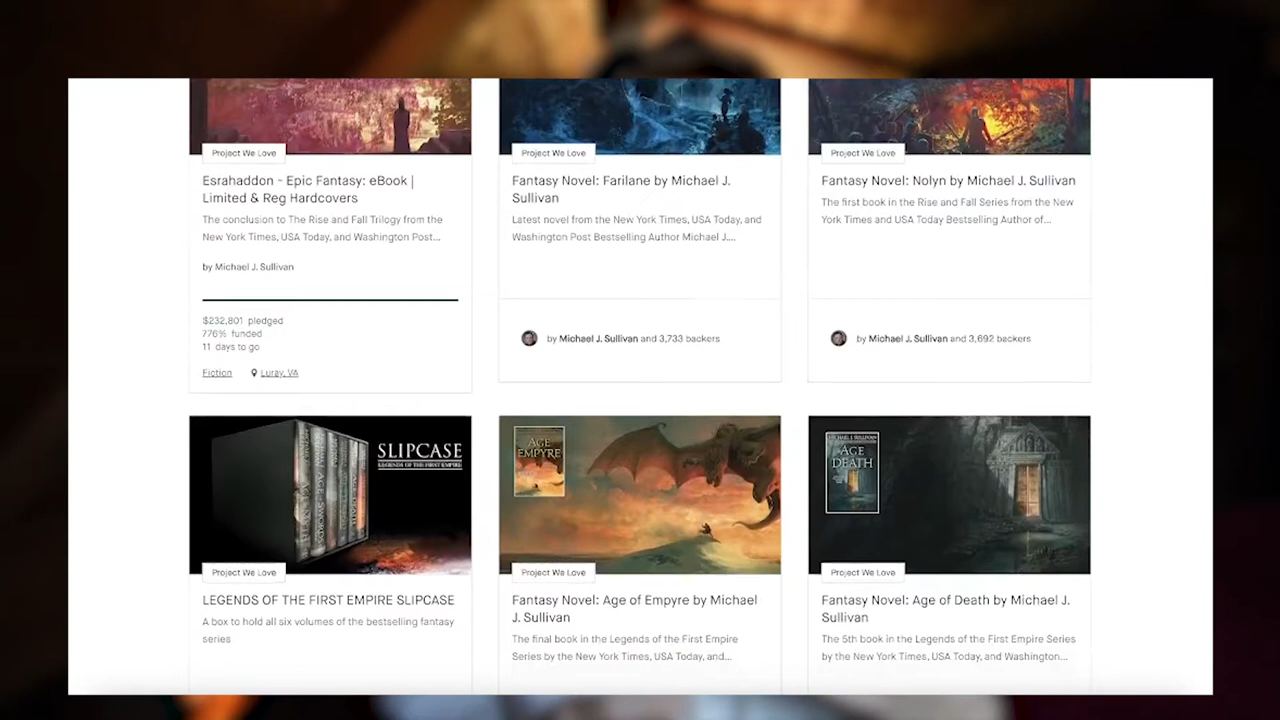 Project We Love
Esrahaddon - Epic Fantasy: eBook |
Limited & Reg Hardcovers
The conclusion to The Rise and Fall Trilogy from the
New York Times, USA Today, and Washington Post...
by Michael J. Sullivan
$232,801 pledged
776% funded
11 days to go
Fiction Luray, VA
Project We Love
Fantasy Novel: Farilane by Michael J.
Sullivan
Latest novel from the New York Times, USA Today, and
Washington Post Bestselling Author Michael J....
by Michael J. Sullivan and 3,733 backers
Project We Love
Fantasy Novel: Nolyn by Michael J. Sullivan
The first book in the Rise and Fall Series from the New
York Times and USA Today Bestselling Author of...
by Michael J. Sullivan and 3,692 backers
SLIPCASE
LEGENDS OF THE FIRST EMPIRE
Project We Love
LEGENDS OF THE FIRST EMPIRE SLIPCASE
A box to hold all six volumes of the bestselling fantasy
series
AGE
EMPYRE
Project We Love
Fantasy Novel: Age of Empyre by Michael
J. Sullivan
The final book in the Legends of the First Empire
Series by the New York Times, USA Today, and...
MICHAEL J. SULLIVAN
AGE
DEATH
Project We Love
Fantasy Novel: Age of Death by Michael J.
Sullivan
The 5th book in the Legends of the First Empire Series
by the New York Times, USA Today, and Washington...